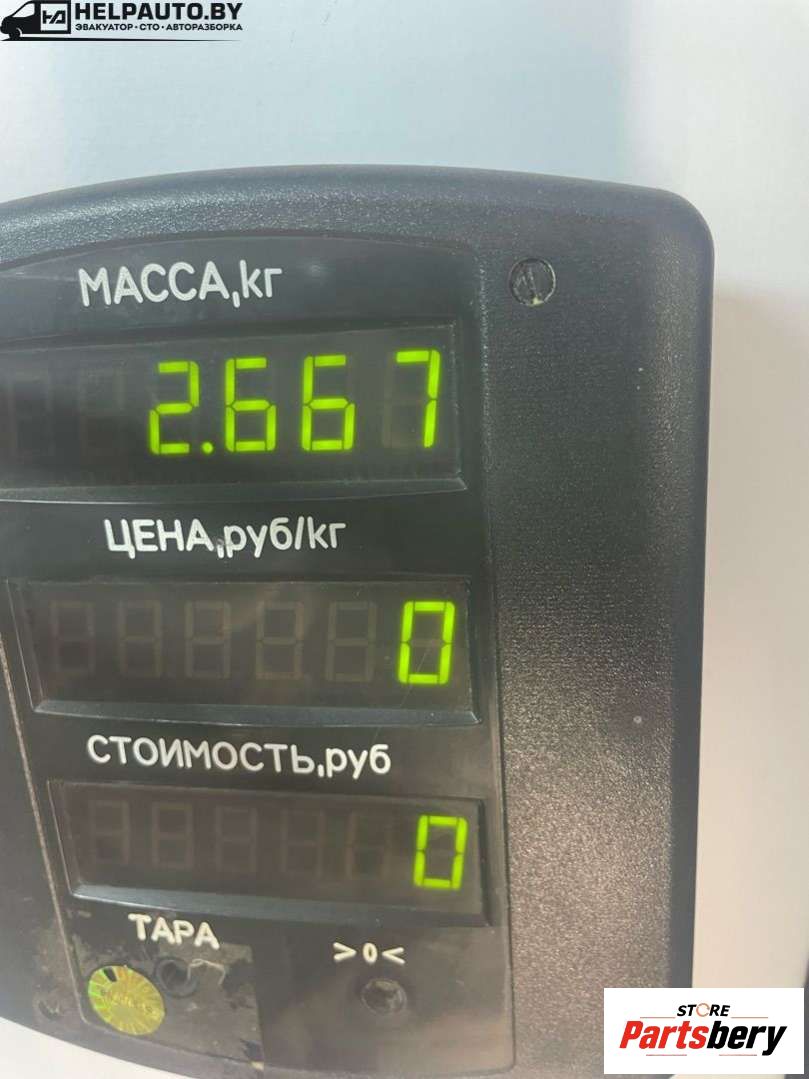 HELPAUTO.BY
ЭВАКУАТОР • СТО • АВТОРАЗБОРКА
МАССА,кг
2.667
ЦЕНА,руб/кг
0
СТОИМОСТЬ,руб
0
ТАРА
>0<
STORE
Partsbery